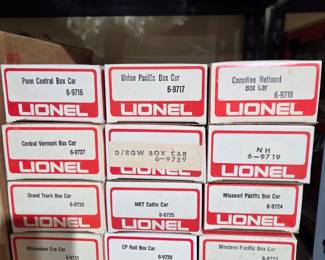 Penn Central Box Car
6-9716
LIONEL
Union Pacific Box Car
6-9717
LIONEL
Canadian National
Box Car
6-9718
LIONEL
Central Vermont Box Car
6-9737
LIONEL
D/RGW BOX CAR
6-9739
LIONEL
NH
6-9719
LIONEL
Grand Trunk Box Car
6-9735
LIONEL
MKT Cattle Car
6-9725
LIONEL
Missouri Pacific Box Car
6-9724
LIONEL
Milwaukee
Car
CP Rail Box Car
Western Pacific Box Car